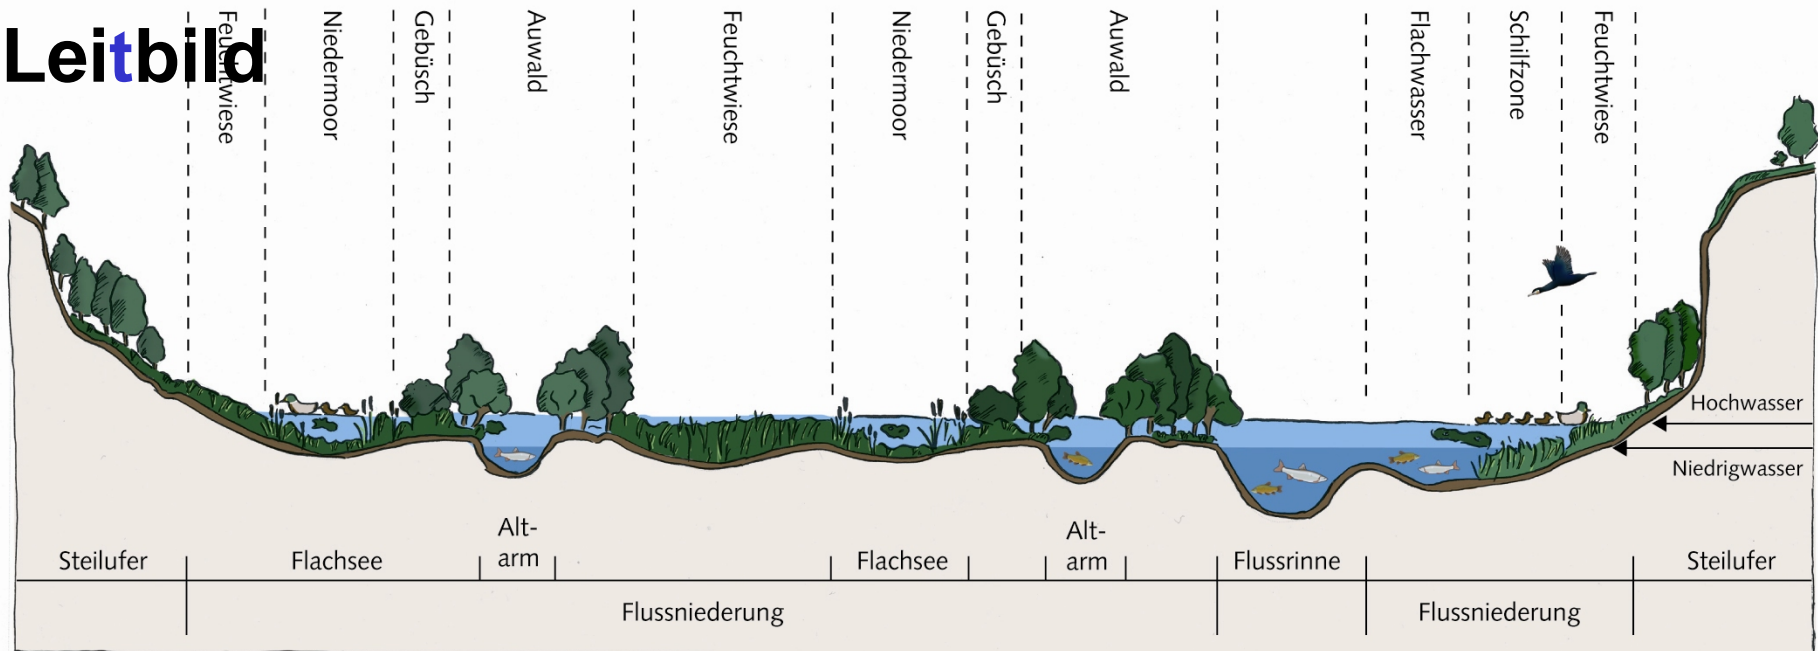 Leitbild
Feuchtwiese
Niedermoor
Gebüsch
Auwald
Feuchtwiese
Niedermoor
Gebüsch
Auwald
Flachwasser
Schilfzone
Feuchtwiese
Hochwasser
Niedrigwasser
Steilufer
Flachsee
Alt-
arm
Flachsee
Alt-
arm
Flussrinne
Steilufer
Flussniederung
Flussniederung